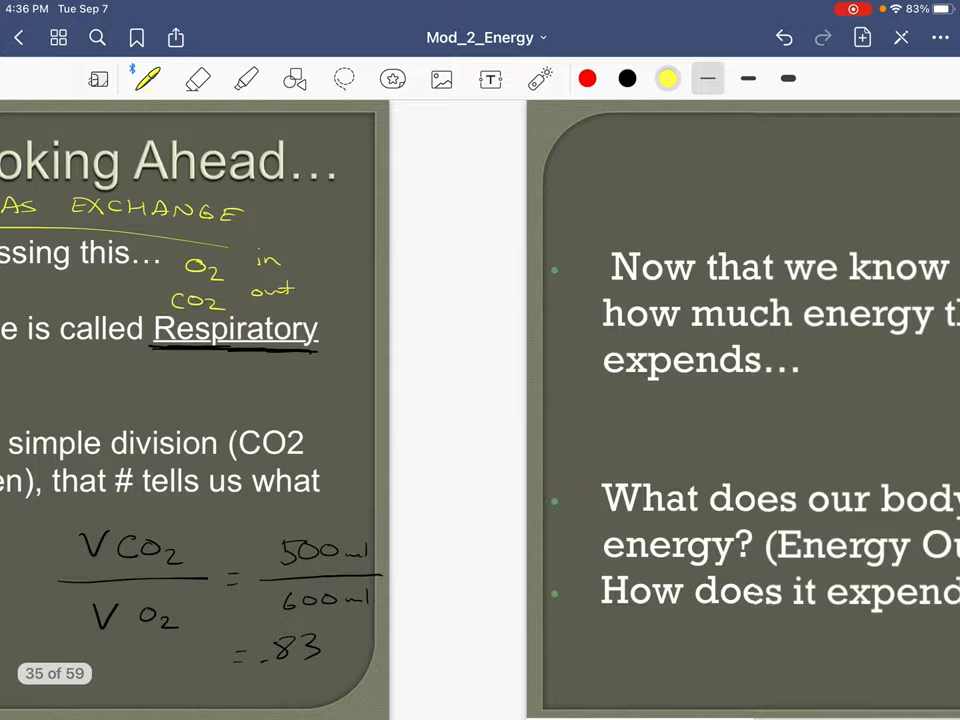 4:36 PM Tue Sep 7
83%
Mod_2_Energy
ooking Ahead…
AS EXCHANGE
ssing this…
O2 in
CO2 out
e is called Respiratory
simple division (CO2
en), that # tells us what
VCO2
V O2
=
500ml
600ml
= .83
35 of 59
• Now that we know
how much energy th
expends…
• What does our body
energy? (Energy Ou
• How does it expend